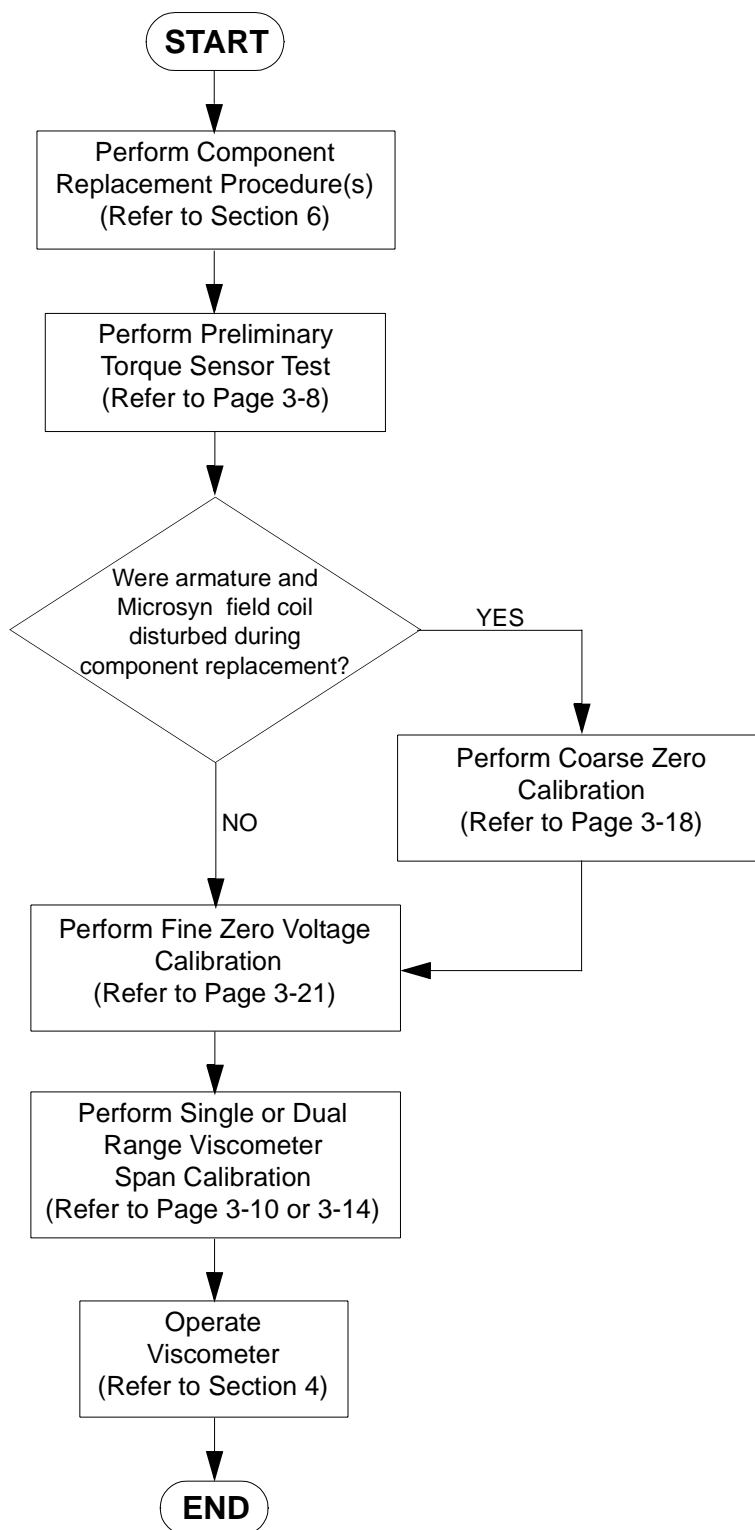 START
Perform Component
Replacement Procedure(s)
(Refer to Section 6)
Perform Preliminary
Torque Sensor Test
(Refer to Page 3-8)
Were armature and
Microsyn field coil
disturbed during
component replacement?
YES
Perform Coarse Zero
Calibration
(Refer to Page 3-18)
NO
Perform Fine Zero Voltage
Calibration
(Refer to Page 3-21)
Perform Single or Dual
Range Viscometer
Span Calibration
(Refer to Page 3-10 or 3-14)
Operate
Viscometer
(Refer to Section 4)
END